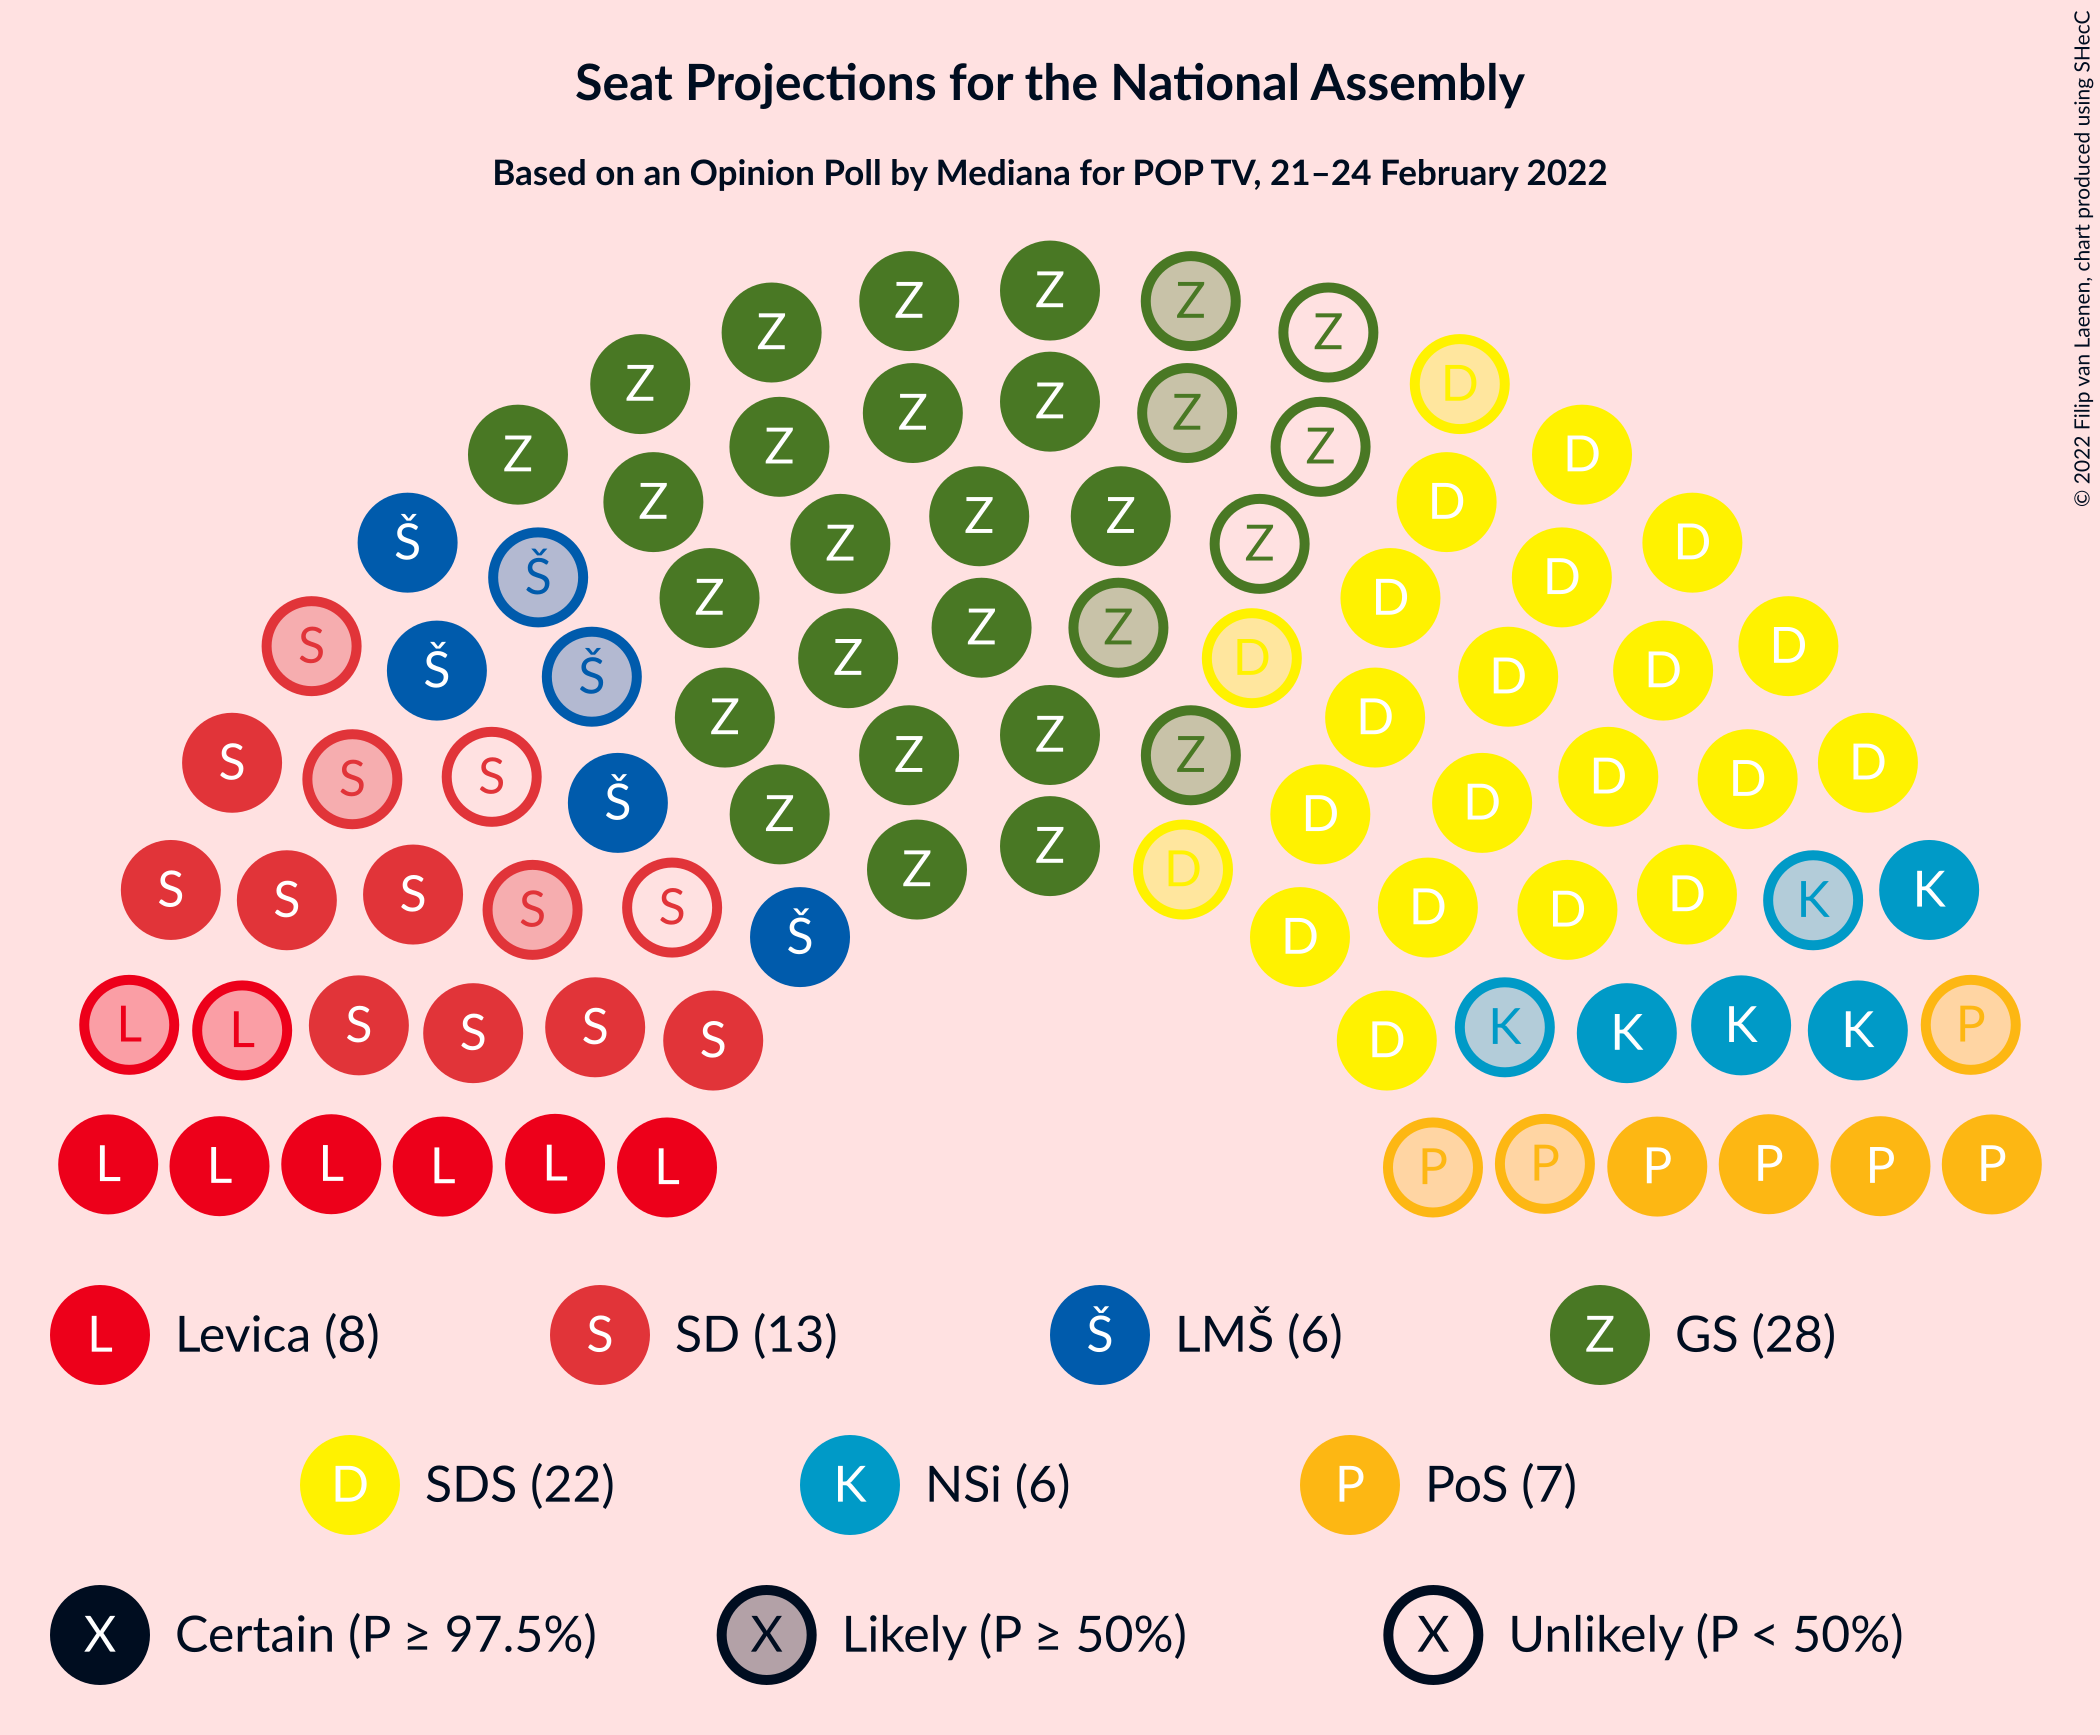 Seat Projections for the National Assembly
Based on an Opinion Poll by Mediana for POP TV, 21–24 February 2022
© 2022 Filip van Laenen, chart produced using SHecC
Z Z Z Z Z
Z Z Z D
Z Z Z Z Z
Z D D
Z Z Z Z
Š Š Z Z D D D
S Š Š Z Z Z Z D D D D D
S S S Š Z Z Z Z D D D D D D
S S S S S Š Z Z Z D D D D D K K
L L S S S S D K K K K P
L L L L L L P P P P P P
L Levica (8) S SD (13) Š LMŠ (6) Z GS (28)
D SDS (22) K NSi (6) P PoS (7)
X Certain (P ≥ 97.5%) X Likely (P ≥ 50%) X Unlikely (P < 50%)